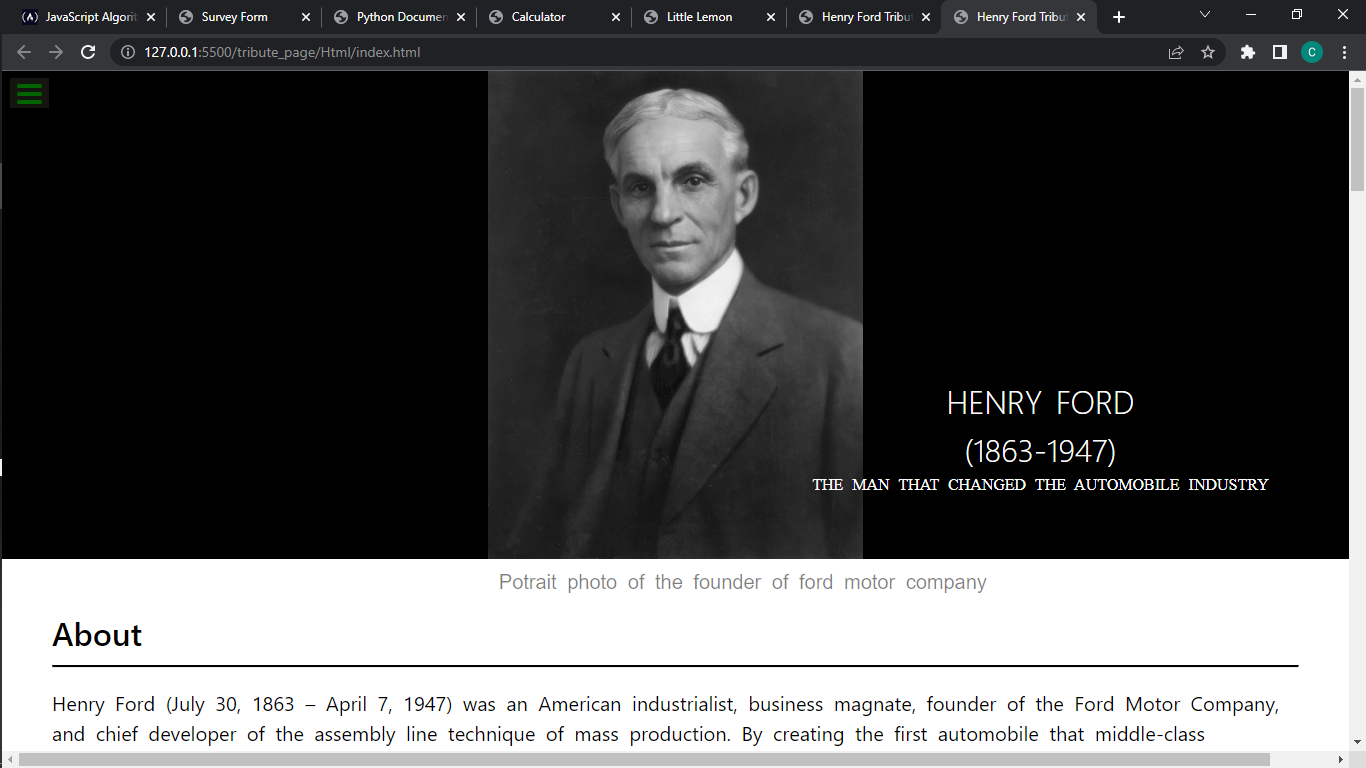 JavaScript Algorit
Survey Form
Python Documen
Calculator
Little Lemon
Henry Ford Tribut
Henry Ford Tribut
127.0.0.1:5500/tribute_page/Html/index.html
C
HENRY FORD
(1863-1947)
THE MAN THAT CHANGED THE AUTOMOBILE INDUSTRY
Potrait photo of the founder of ford motor company
About
Henry Ford (July 30, 1863 – April 7, 1947) was an American industrialist, business magnate, founder of the Ford Motor Company,
and chief developer of the assembly line technique of mass production. By creating the first automobile that middle-class